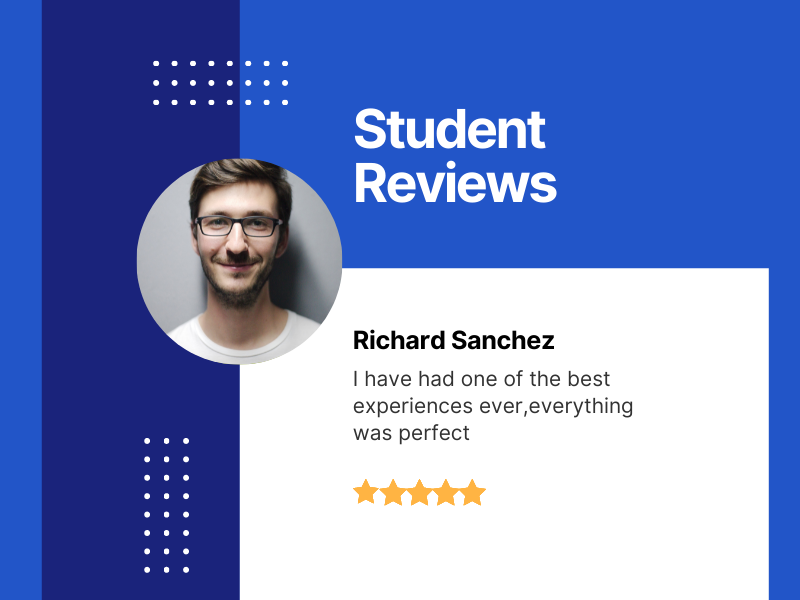 Student
Reviews
Richard Sanchez
I have had one of the best
experiences ever,everything
was perfect